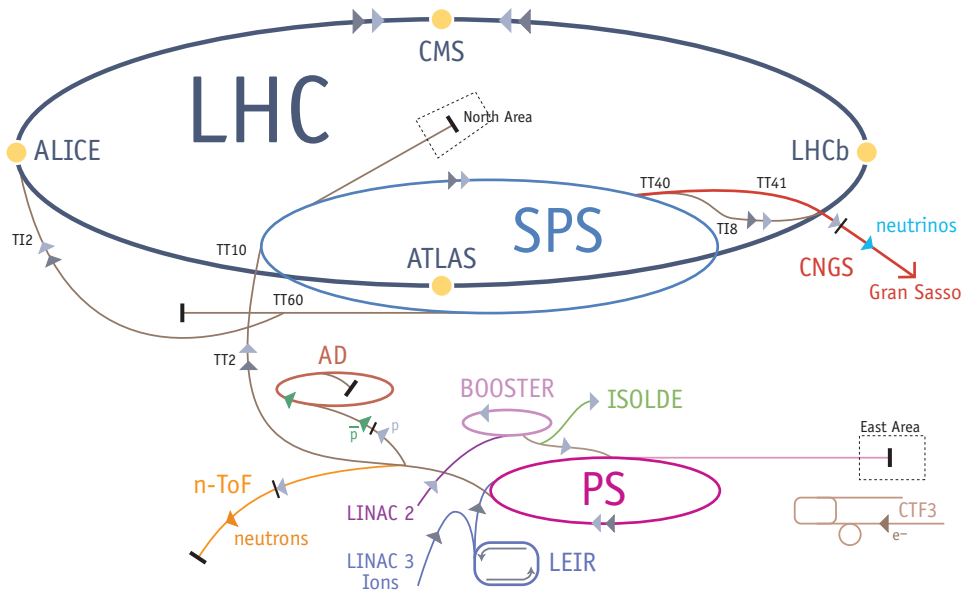 CMS
LHC
North Area
ALICE
LHCb
TT40
TT41
SPS
TI2
TT10
TI8
neutrinos
ATLAS
CNGS
Gran Sasso
TT60
TT2
AD
BOOSTER
ISOLDE
p
p̅
East Area
n-ToF
PS
LINAC 2
CTF3
neutrons
e⁻
LINAC 3
Ions
LEIR